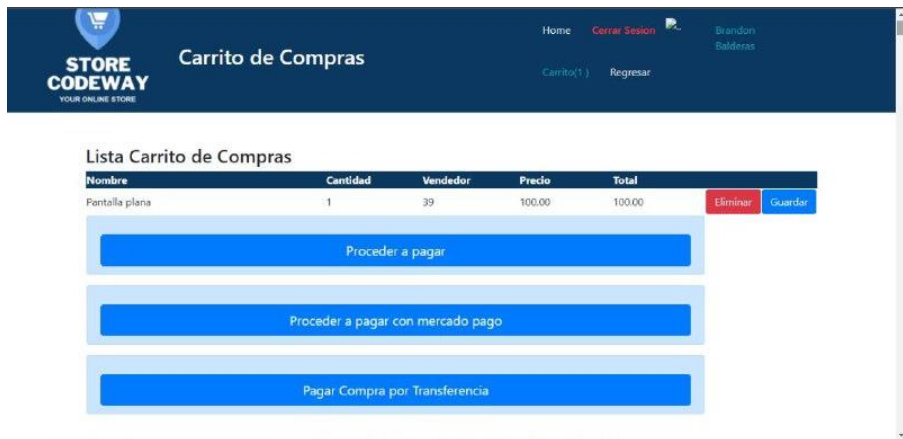 STORE
CODEWAY
YOUR ONLINE STORE
Carrito de Compras
Home Cerrar Sesion Brandon
Balderas
Carrito(1 ) Regresar
Lista Carrito de Compras
Nombre Cantidad Vendedor Precio Total
Pantalla plana 1 39 100.00 100.00 Eliminar Guardar
Proceder a pagar
Proceder a pagar con mercado pago
Pagar Compra por Transferencia